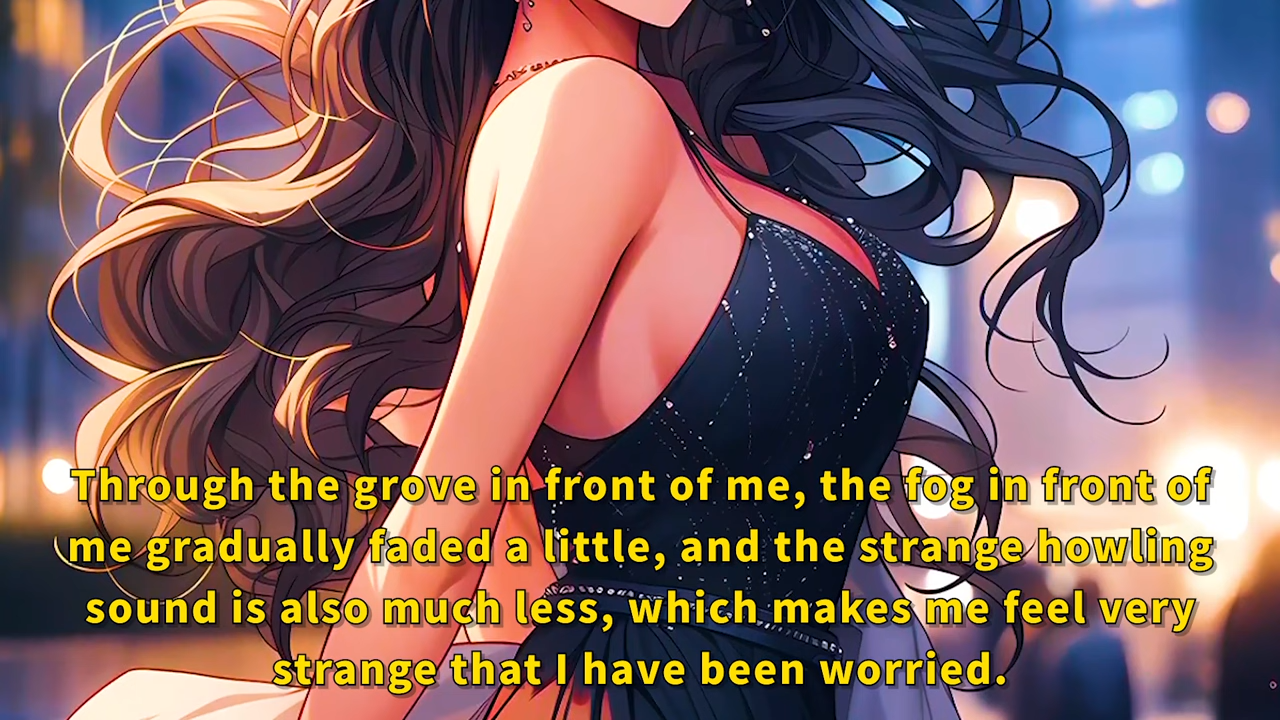 Through the grove in front of me, the fog in front of
me gradually faded a little, and the strange howling
sound is also much less, which makes me feel very
strange that I have been worried.